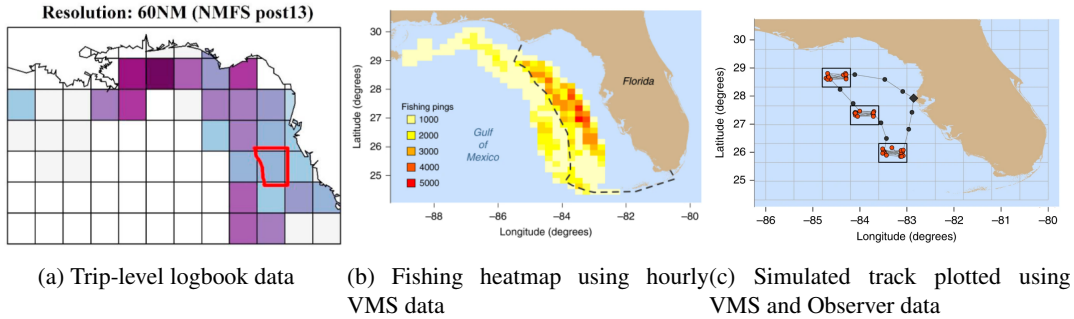 Resolution: 60NM (NMFS post13)
(a) Trip-level logbook data
30
29
28
27
26
25
Latitude (degrees)
Florida
Fishing pings
1000
2000
3000
4000
5000
Gulf
of
Mexico
−88
−86
−84
−82
−80
Longitude (degrees)
(b) Fishing heatmap using hourly
VMS data
30
29
28
27
26
25
Latitude (degrees)
−86
−85
−84
−83
−82
−81
−80
Longitude (degrees)
(c) Simulated track plotted using
VMS and Observer data